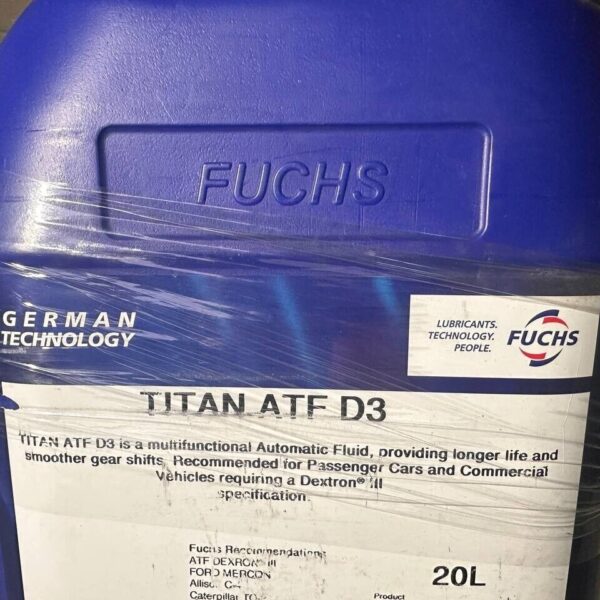 FUCHS
GERMAN
TECHNOLOGY
LUBRICANTS.
TECHNOLOGY.
PEOPLE.
FUCHS
TITAN ATF D3
TITAN ATF D3 is a multifunctional Automatic Fluid, providing longer life and
smoother gear shifts. Recommended for Passenger Cars and Commercial
Vehicles requiring a Dextron® III
specification.
Fuchs Recommendations
ATF DEXRON III
FORD MERCON
20L
Caterpillar
Product